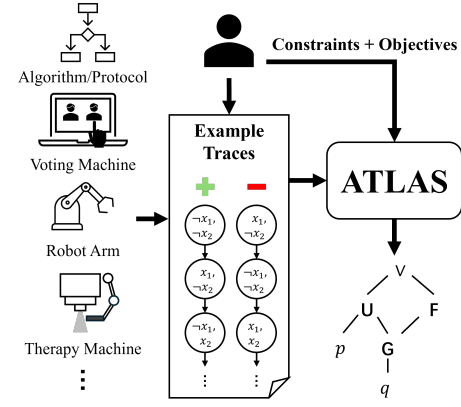 Constraints + Objectives
Algorithm/Protocol
Voting Machine
Robot Arm
Therapy Machine
⋮
Example
Traces
+ −
¬x₁, x₁,
¬x₂ ¬x₂
x₁, ¬x₁,
¬x₂ ¬x₂
¬x₁, x₁,
x₂ x₂
⋮ ⋮
ATLAS
∨
U F
p G
q